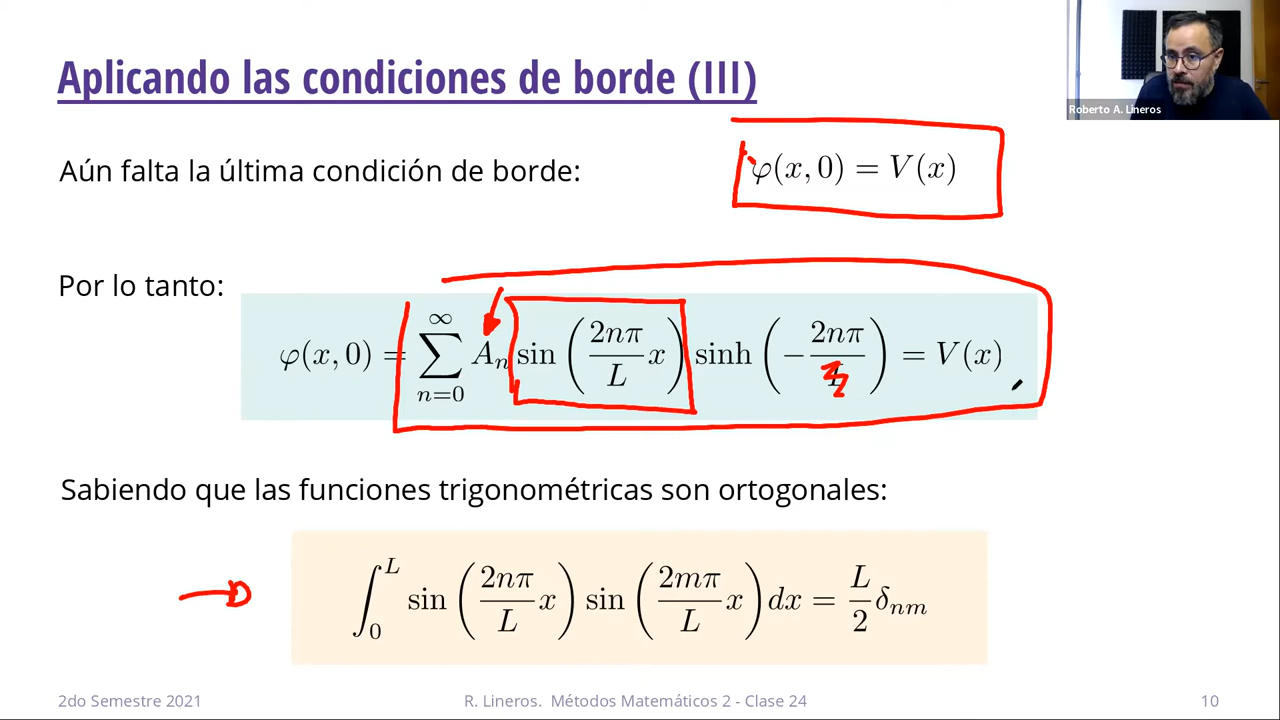 Aplicando las condiciones de borde (III)
Roberto A. Lineros
Aún falta la última condición de borde:
φ(x, 0) = V(x)
Por lo tanto:
φ(x, 0) = ∑_{n=0}^{∞} A_n sin(2nπ/L x) sinh(−2nπ/L) = V(x)
Sabiendo que las funciones trigonométricas son ortogonales:
∫_0^L sin(2nπ/L x) sin(2mπ/L x) dx = L/2 δ_{nm}
2do Semestre 2021
R. Lineros. Métodos Matemáticos 2 - Clase 24
10